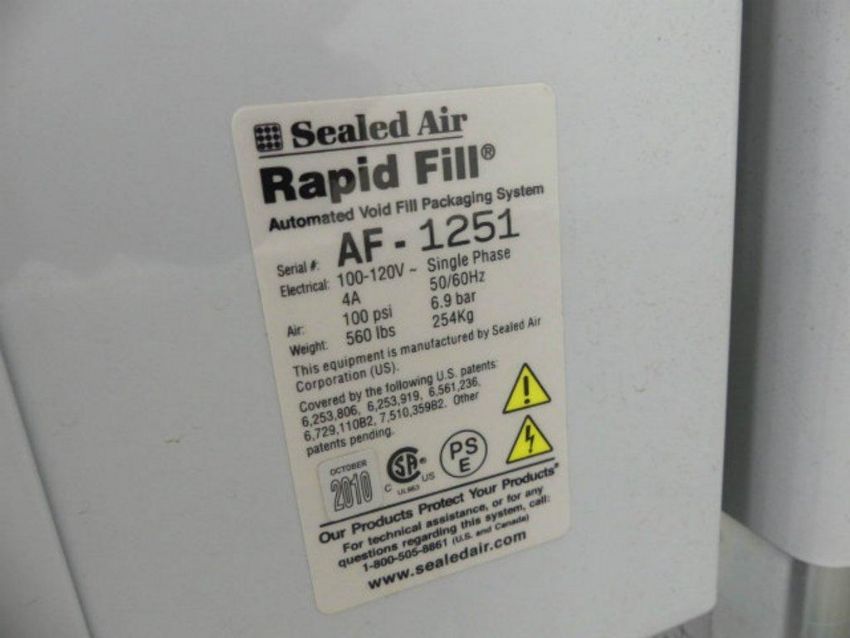 Sealed Air
Rapid Fill®
Automated Void Fill Packaging System
Serial #: AF - 1251
Electrical: 100-120V ~ Single Phase
4A 50/60Hz
Air: 100 psi 6.9 bar
Weight: 560 lbs 254Kg
This equipment is manufactured by Sealed Air
Corporation (US).
Covered by the following U.S. patents:
6,253,806, 6,253,919, 6,561,236,
6,729,110B2, 7,510,359B2. Other
patents pending.
OCTOBER
2010
C SA ® US
UL963
PS
E
Our Products Protect Your Products®
For technical assistance, or for any
questions regarding this system, call:
1-800-505-8861 (U.S. and Canada)
www.sealedair.com